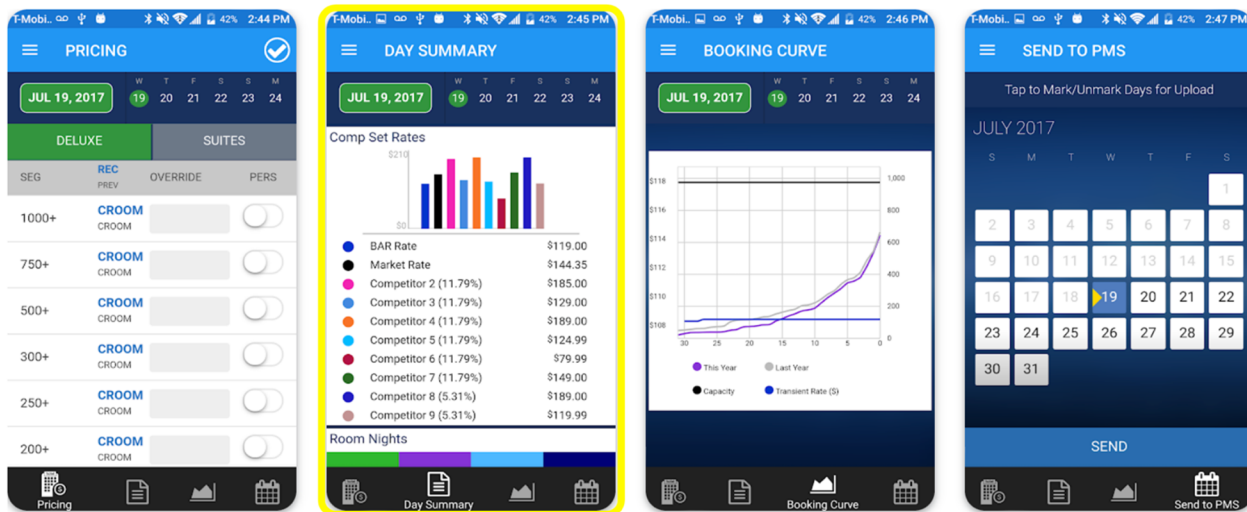 T-Mobi.. 42% 2:44 PM
PRICING
JUL 19, 2017
W T F S S M
19 20 21 22 23 24
DELUXE SUITES
SEG REC PREV OVERRIDE PERS
1000+ CROOM
CROOM
750+ CROOM
CROOM
500+ CROOM
CROOM
300+ CROOM
CROOM
250+ CROOM
CROOM
200+ CROOM
CROOM
Pricing
T-Mobi.. 42% 2:45 PM
DAY SUMMARY
JUL 19, 2017
W T F S S M
19 20 21 22 23 24
Comp Set Rates
$210
$0
BAR Rate $119.00
Market Rate $144.35
Competitor 2 (11.79%) $185.00
Competitor 3 (11.79%) $129.00
Competitor 4 (11.79%) $189.00
Competitor 5 (11.79%) $124.99
Competitor 6 (11.79%) $79.99
Competitor 7 (11.79%) $149.00
Competitor 8 (5.31%) $189.00
Competitor 9 (5.31%) $119.99
Room Nights
Day Summary
T-Mobi.. 42% 2:46 PM
BOOKING CURVE
JUL 19, 2017
W T F S S M
19 20 21 22 23 24
$118 1,000
$116 800
$114 600
$112 400
$110 200
$108 0
30 25 20 15 10 5 0
This Year Last Year
Capacity Transient Rate ($)
Booking Curve
T-Mobi.. 42% 2:47 PM
SEND TO PMS
Tap to Mark/Unmark Days for Upload
JULY 2017
S M T W T F S
1
2 3 4 5 6 7 8
9 10 11 12 13 14 15
16 17 18 19 20 21 22
23 24 25 26 27 28 29
30 31
SEND
Send to PMS